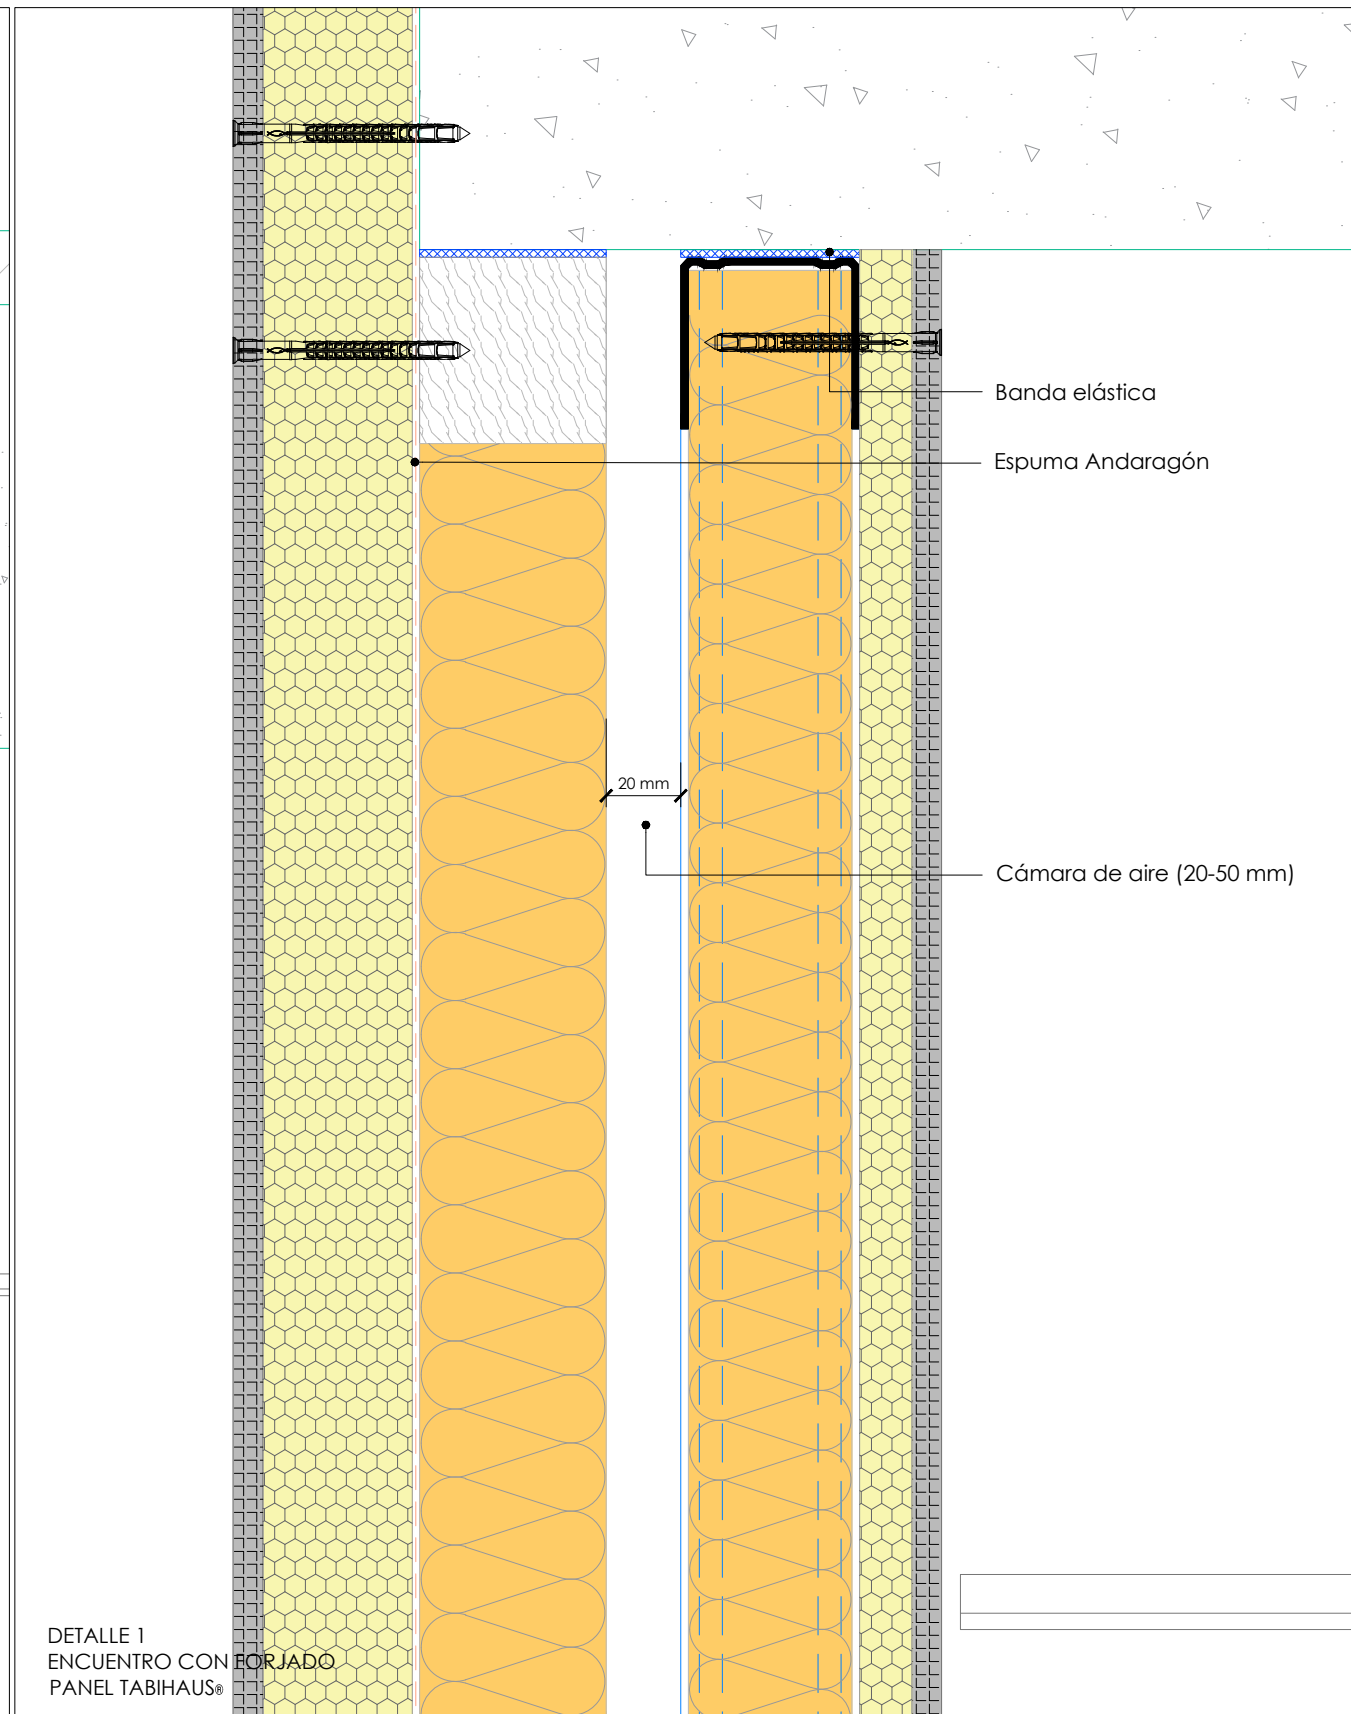 Banda elástica
Espuma Andaragón
20 mm
Cámara de aire (20-50 mm)
DETALLE 1
ENCUENTRO CON FORJADO
PANEL TABIHAUS®